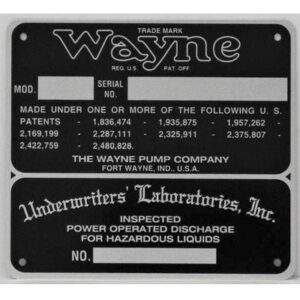 TRADE MARK
Wayne
REG. U.S. PAT. OFF.
MOD. SERIAL NO.
MADE UNDER ONE OR MORE OF THE FOLLOWING U. S.
PATENTS - 1,836,474 - 1,935,875 - 1,957,262 -
2,169,199 - 2,287,111 - 2,325,911 - 2,375,807
2,422,759 - 2,480,828.
THE WAYNE PUMP COMPANY
FORT WAYNE, IND., U.S.A.
Underwriters' Laboratories, Inc.
INSPECTED
POWER OPERATED DISCHARGE
FOR HAZARDOUS LIQUIDS
NO.